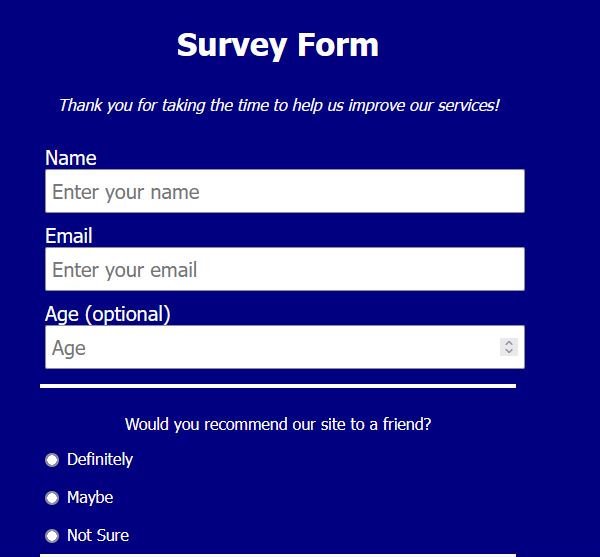 Survey Form
Thank you for taking the time to help us improve our services!
Name
Enter your name
Email
Enter your email
Age (optional)
Age
Would you recommend our site to a friend?
Definitely
Maybe
Not Sure